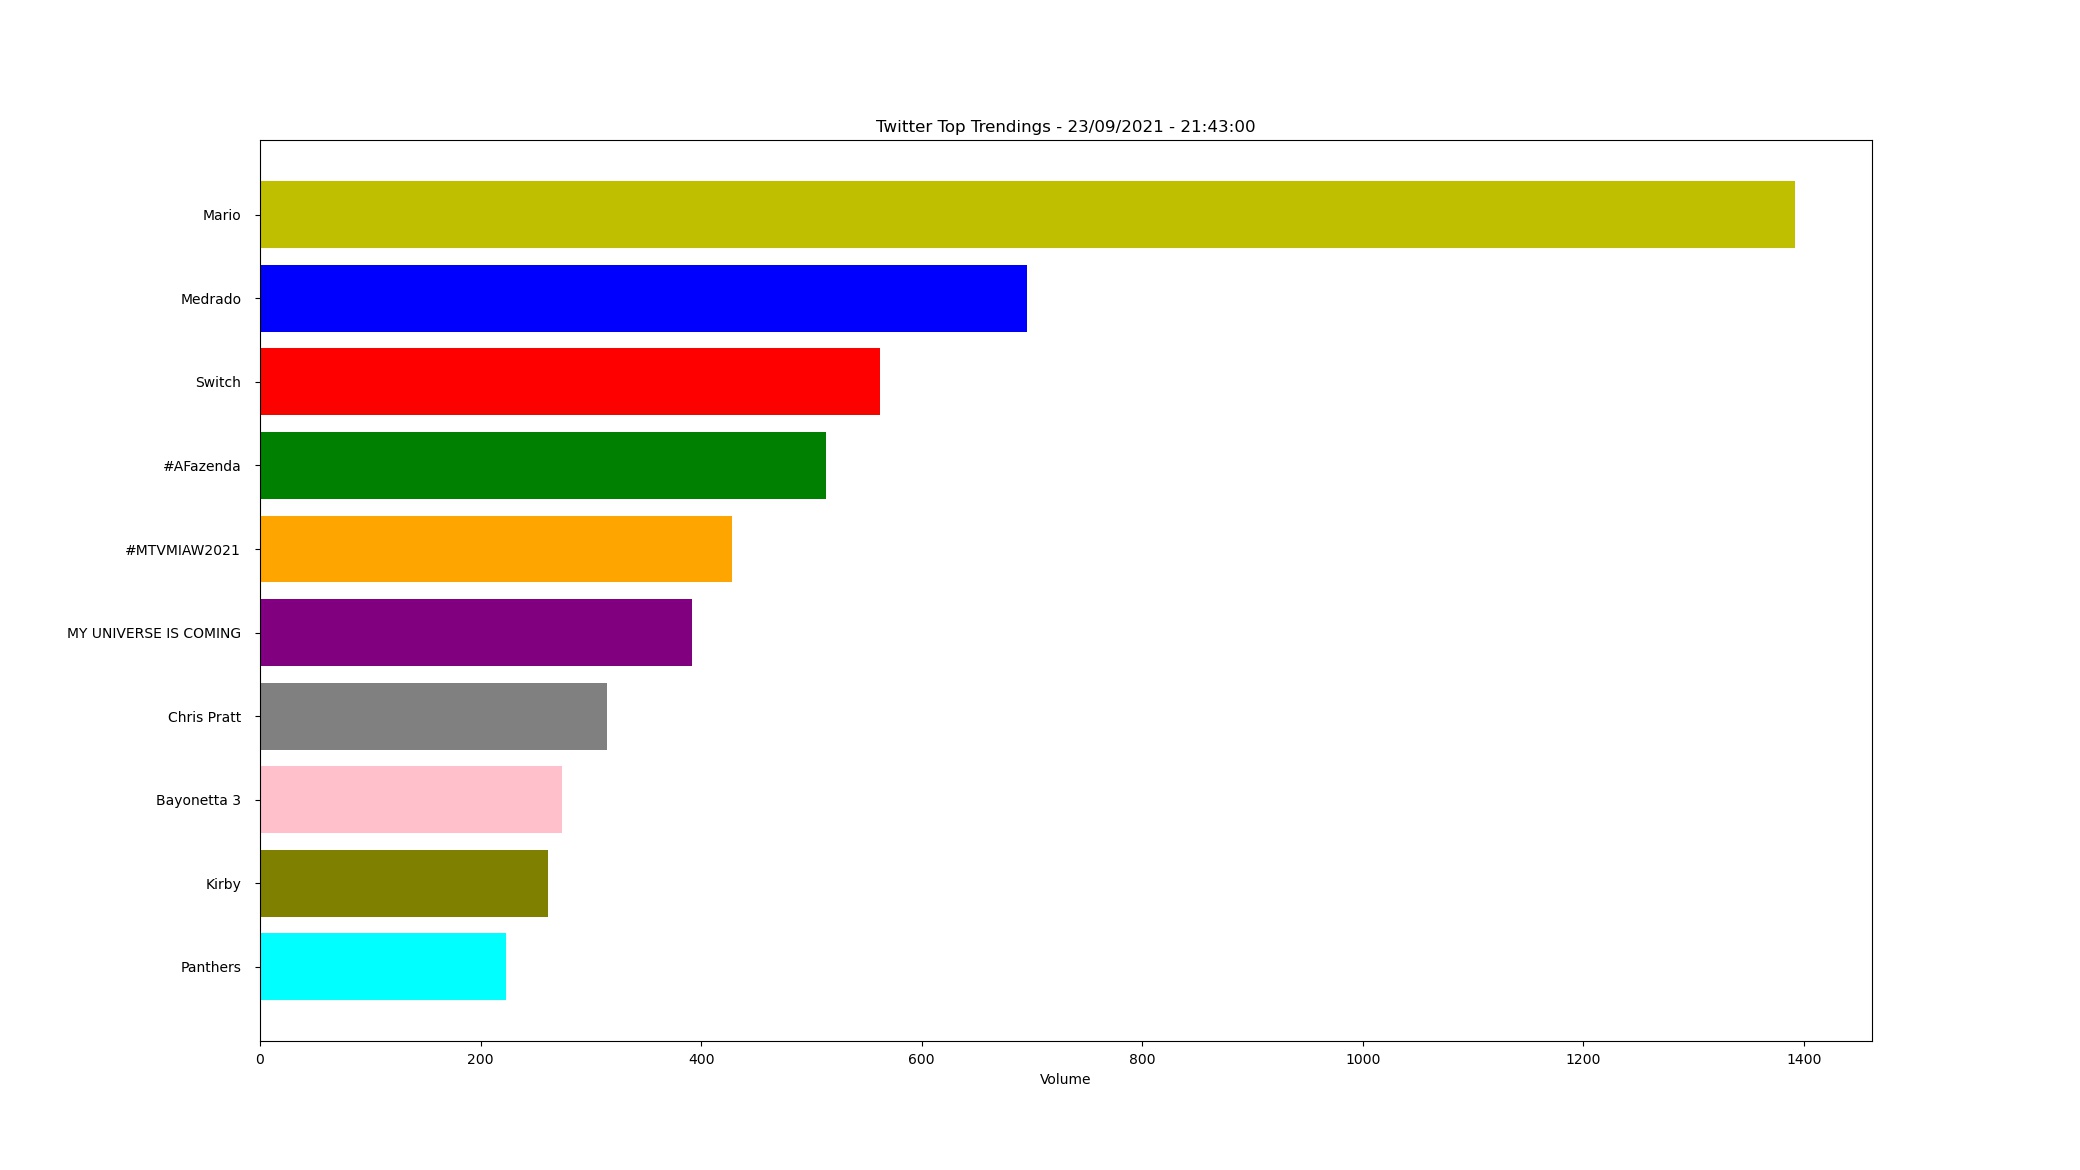 Twitter Top Trendings - 23/09/2021 - 21:43:00
Mario
Medrado
Switch
#AFazenda
#MTVMIAW2021
MY UNIVERSE IS COMING
Chris Pratt
Bayonetta 3
Kirby
Panthers
0 200 400 600 800 1000 1200 1400
Volume